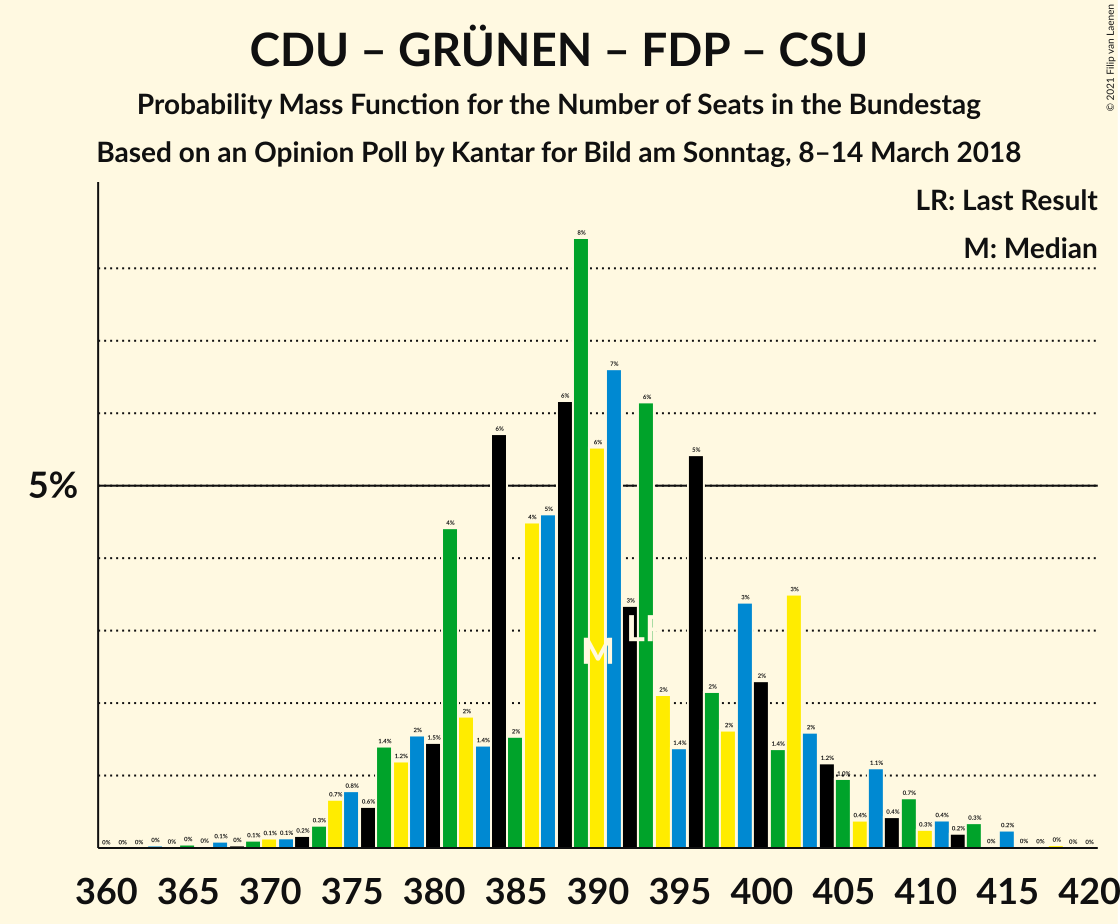 CDU – GRÜNEN – FDP – CSU
Probability Mass Function for the Number of Seats in the Bundestag
Based on an Opinion Poll by Kantar for Bild am Sonntag, 8–14 March 2018
© 2021 Filip van Laenen
LR: Last Result
M: Median
5%
0% 0% 0% 0% 0% 0% 0% 0.1% 0% 0.1% 0.1% 0.1% 0.2% 0.3% 0.7% 0.8% 0.6% 1.4% 1.2% 2% 1.5% 4% 2% 1.4% 6% 2% 4% 5% 6% 8% 6% 7% 3% 6% 2% 1.4% 5% 2% 2% 3% 2% 1.4% 3% 2% 1.2% 1.0% 0.4% 1.1% 0.4% 0.7% 0.3% 0.4% 0.2% 0.3% 0% 0.2% 0% 0% 0% 0% 0%
M LR
360 365 370 375 380 385 390 395 400 405 410 415 420